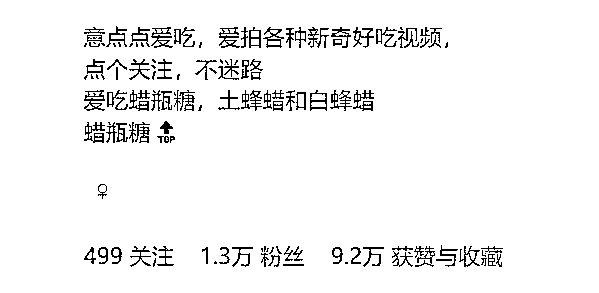 意点点爱吃，爱拍各种新奇好吃视频，
点个关注，不迷路
爱吃蜡瓶糖，土蜂蜡和白蜂蜡
蜡瓶糖🔝
♀
499 关注 1.3万 粉丝 9.2万 获赞与收藏